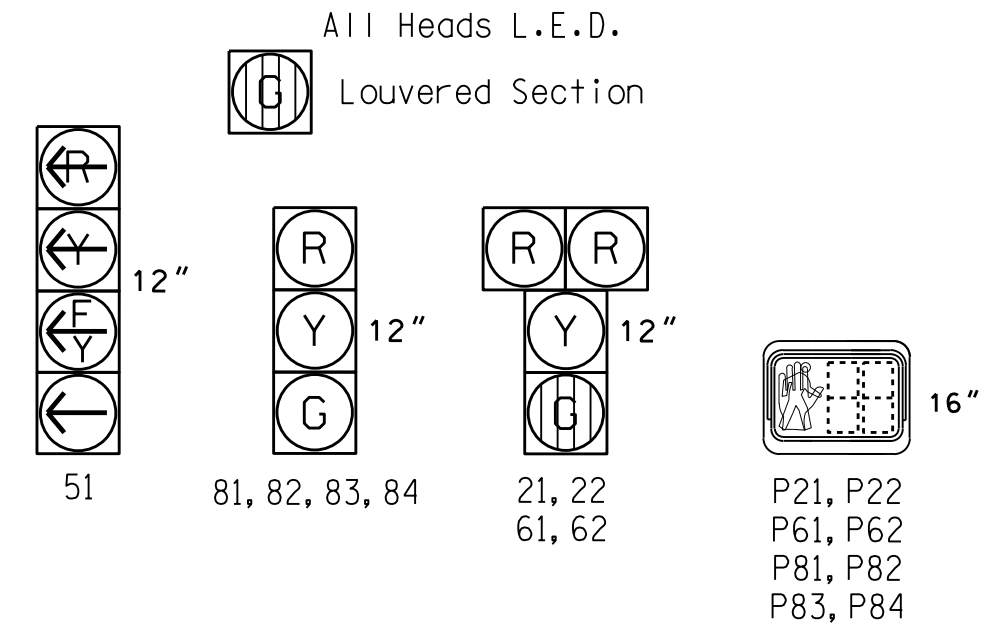 All Heads L.E.D.
G
Louvered Section
R
Y
F
Y
12"
51
R
Y
G
12"
81, 82, 83, 84
R R
Y
G
12"
21, 22
61, 62
16"
P21, P22
P61, P62
P81, P82
P83, P84